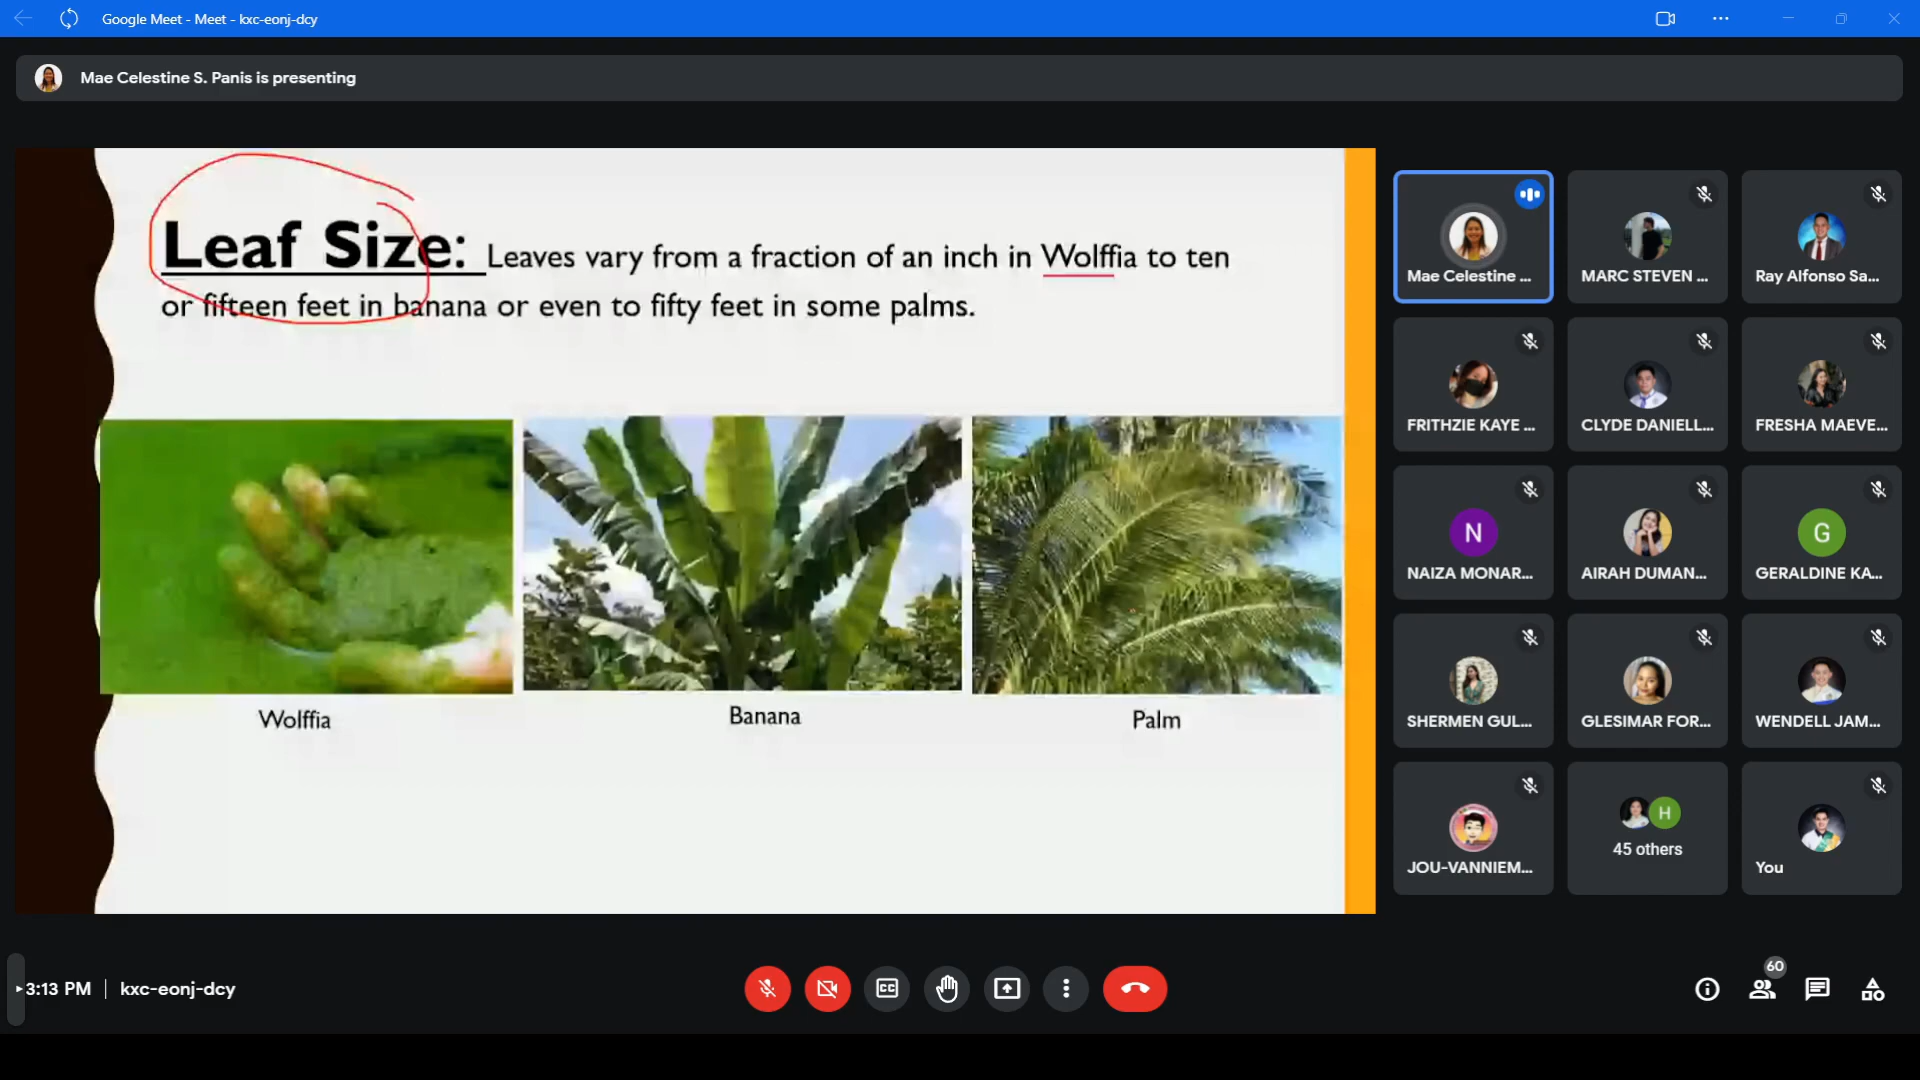 Google Meet - Meet - kxc-eonj-dcy
Mae Celestine S. Panis is presenting
Leaf Size: Leaves vary from a fraction of an inch in Wolffia to ten
or fifteen feet in banana or even to fifty feet in some palms.
Wolffia
Banana
Palm
Mae Celestine ...
MARC STEVEN ...
Ray Alfonso Sa...
FRITHZIE KAYE ...
CLYDE DANIELL...
FRESHA MAEVE...
N
NAIZA MONAR...
AIRAH DUMAN...
G
GERALDINE KA...
SHERMEN GUL...
GLESIMAR FOR...
WENDELL JAM...
JOU-VANNIEM...
H
45 others
You
3:13 PM | kxc-eonj-dcy
CC
60